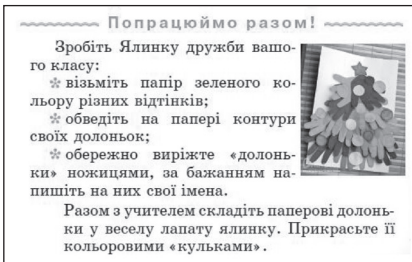 Попрацюймо разом!
Зробіть Ялинку дружби вашо-
го класу:
* візьміть папір зеленого ко-
льору різних відтінків;
* обведіть на папері контури
своїх долоньок;
* обережно виріжте «долонь-
ки» ножицями, за бажанням на-
пишіть на них свої імена.
Разом з учителем складіть паперові долонь-
ки у веселу лапату ялинку. Прикрасьте її
кольоровими «кульками».